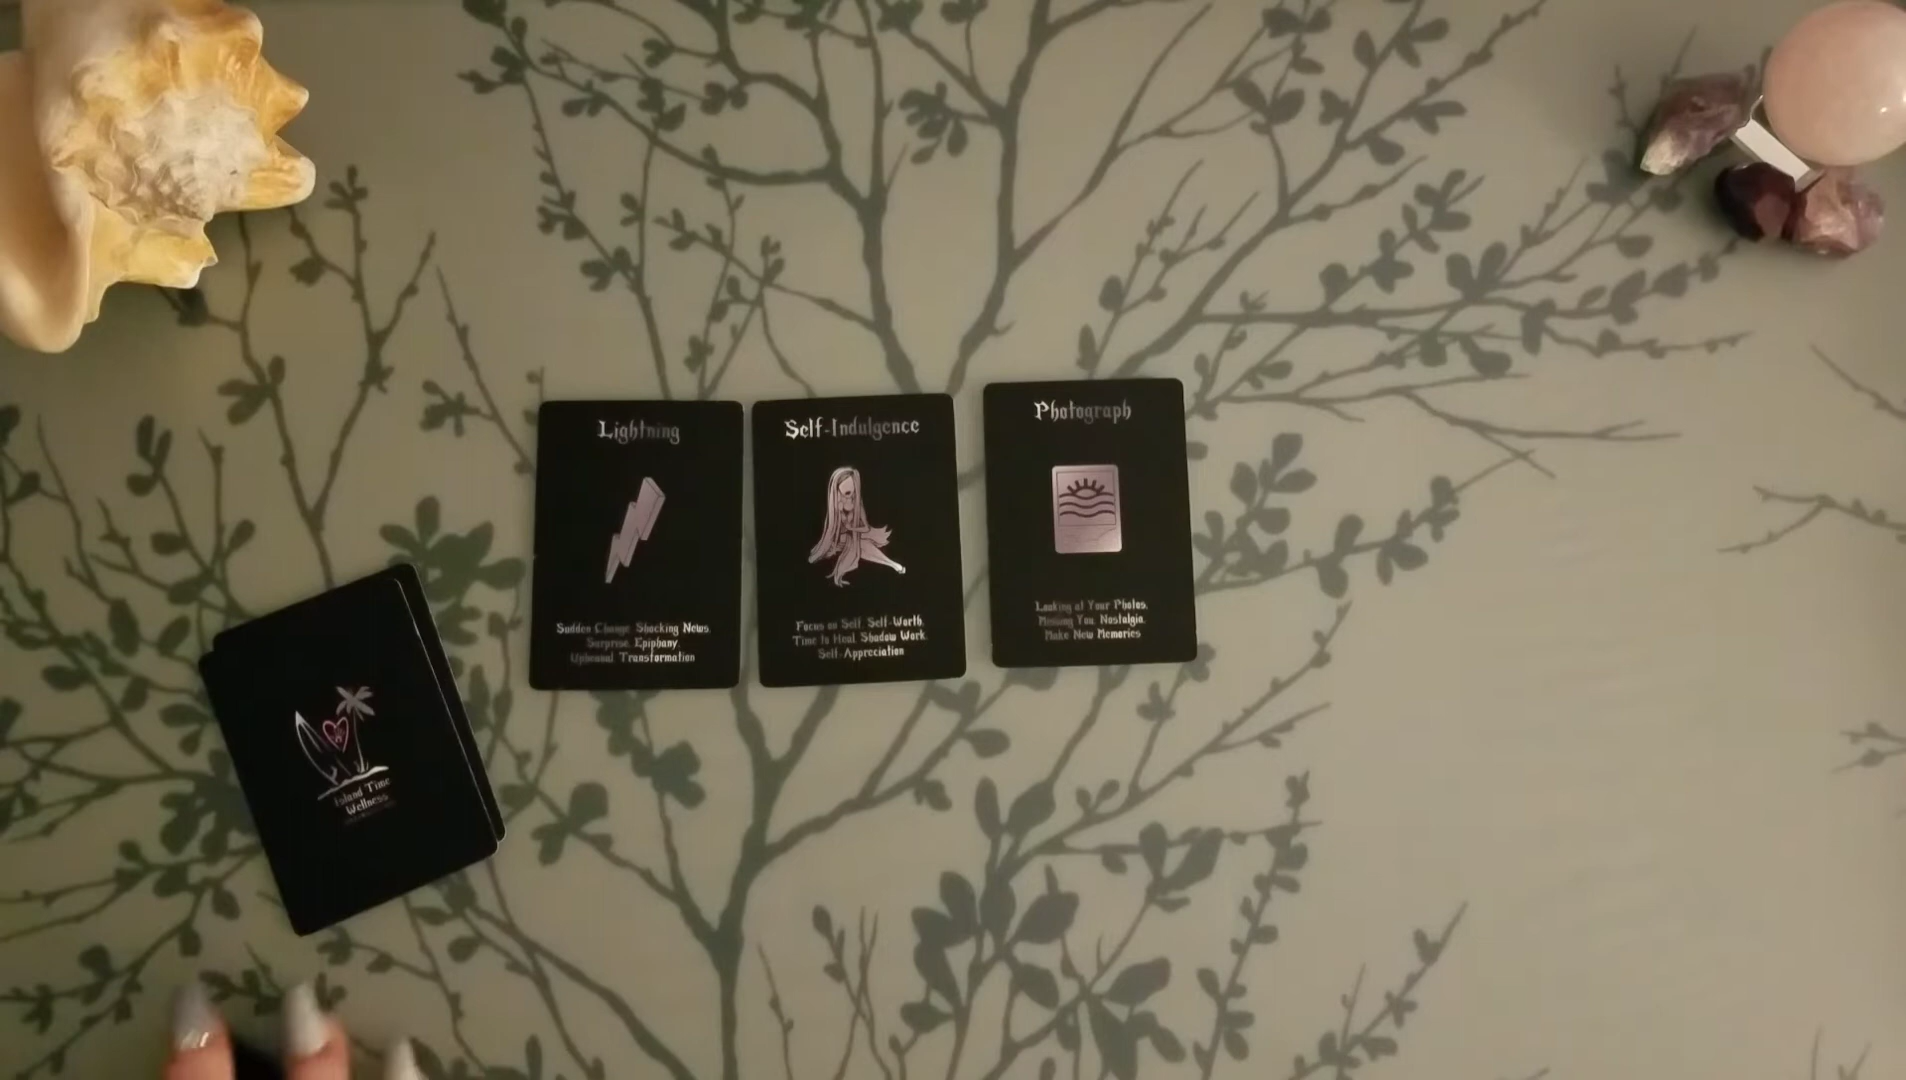 Lightning
Sudden Change. Shocking News.
Surprise. Epiphany.
Upheaval. Transformation
Self-Indulgence
Focus on Self. Self-Worth.
Time to Heal. Shadow Work.
Self-Appreciation
Photograph
Looking at Your Photos.
Missing You. Nostalgia.
Make New Memories
Island Time
Wellness